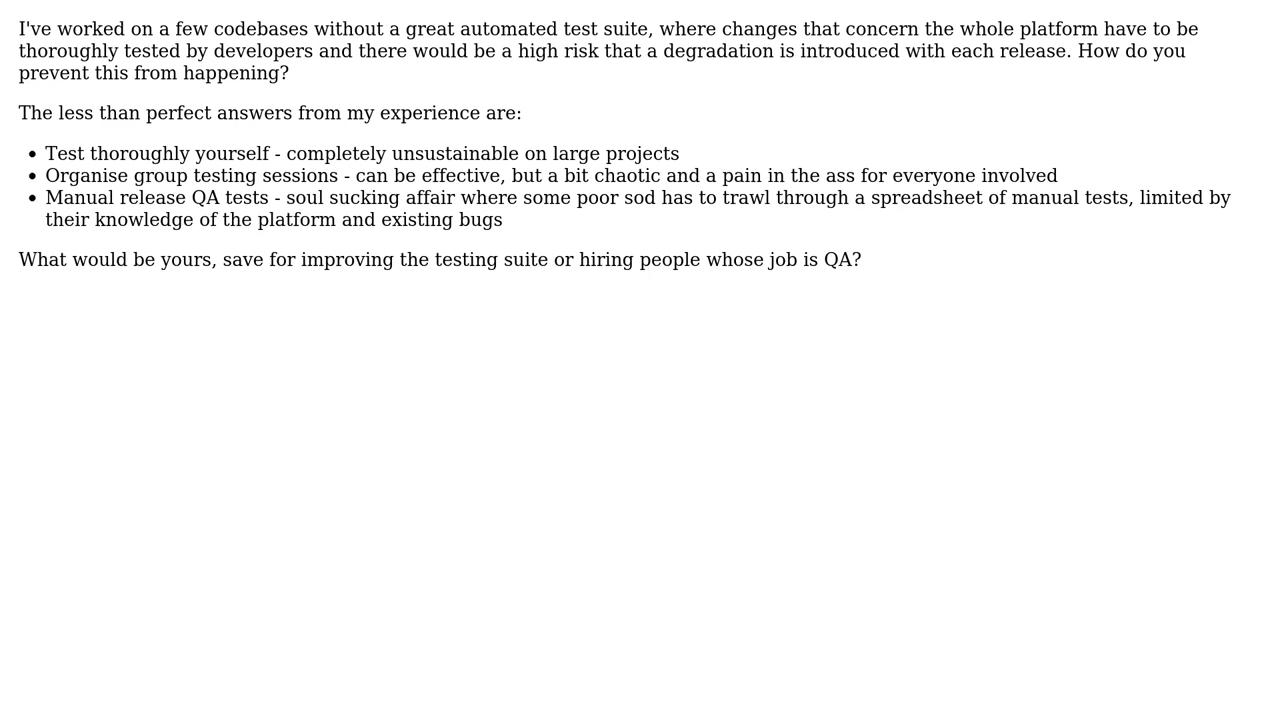 I've worked on a few codebases without a great automated test suite, where changes that concern the whole platform have to be
thoroughly tested by developers and there would be a high risk that a degradation is introduced with each release. How do you
prevent this from happening?
The less than perfect answers from my experience are:
• Test thoroughly yourself - completely unsustainable on large projects
• Organise group testing sessions - can be effective, but a bit chaotic and a pain in the ass for everyone involved
• Manual release QA tests - soul sucking affair where some poor sod has to trawl through a spreadsheet of manual tests, limited by
their knowledge of the platform and existing bugs
What would be yours, save for improving the testing suite or hiring people whose job is QA?